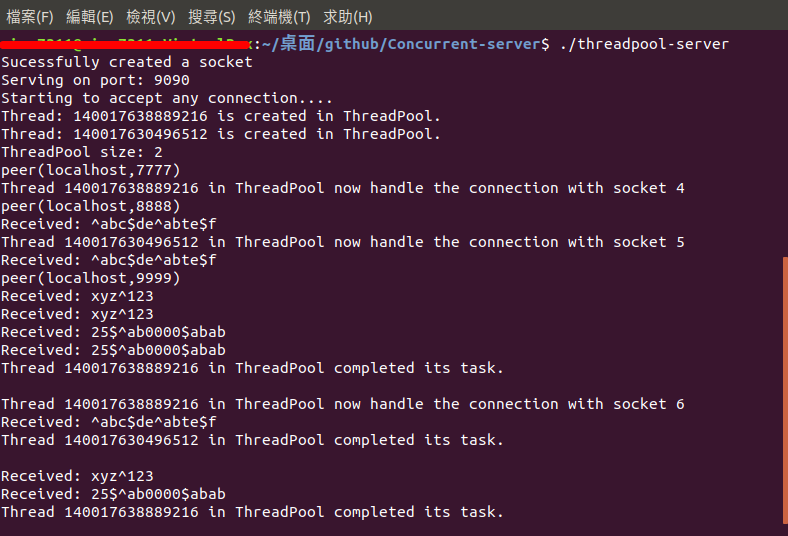 檔案(F) 編輯(E) 檢視(V) 搜尋(S) 終端機(T) 求助(H)
:~/桌面/github/Concurrent-server$ ./threadpool-server
Sucessfully created a socket
Serving on port: 9090
Starting to accept any connection....
Thread: 140017638889216 is created in ThreadPool.
Thread: 140017630496512 is created in ThreadPool.
ThreadPool size: 2
peer(localhost,7777)
Thread 140017638889216 in ThreadPool now handle the connection with socket 4
peer(localhost,8888)
Received: ^abc$de^abte$f
Thread 140017630496512 in ThreadPool now handle the connection with socket 5
Received: ^abc$de^abte$f
peer(localhost,9999)
Received: xyz^123
Received: xyz^123
Received: 25$^ab0000$abab
Received: 25$^ab0000$abab
Thread 140017638889216 in ThreadPool completed its task.
Thread 140017638889216 in ThreadPool now handle the connection with socket 6
Received: ^abc$de^abte$f
Thread 140017630496512 in ThreadPool completed its task.
Received: xyz^123
Received: 25$^ab0000$abab
Thread 140017638889216 in ThreadPool completed its task.